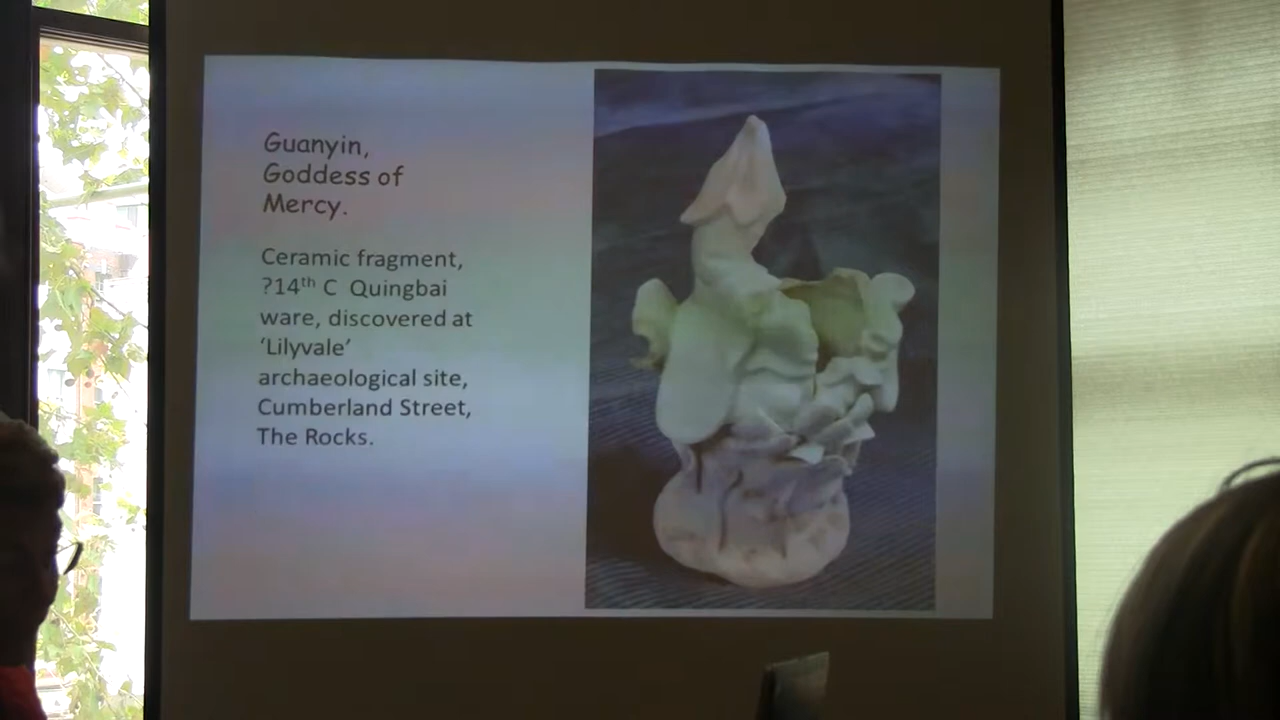 Guanyin,
Goddess of
Mercy.
Ceramic fragment,
?14th C Quingbai
ware, discovered at
‘Lilyvale’
archaeological site,
Cumberland Street,
The Rocks.